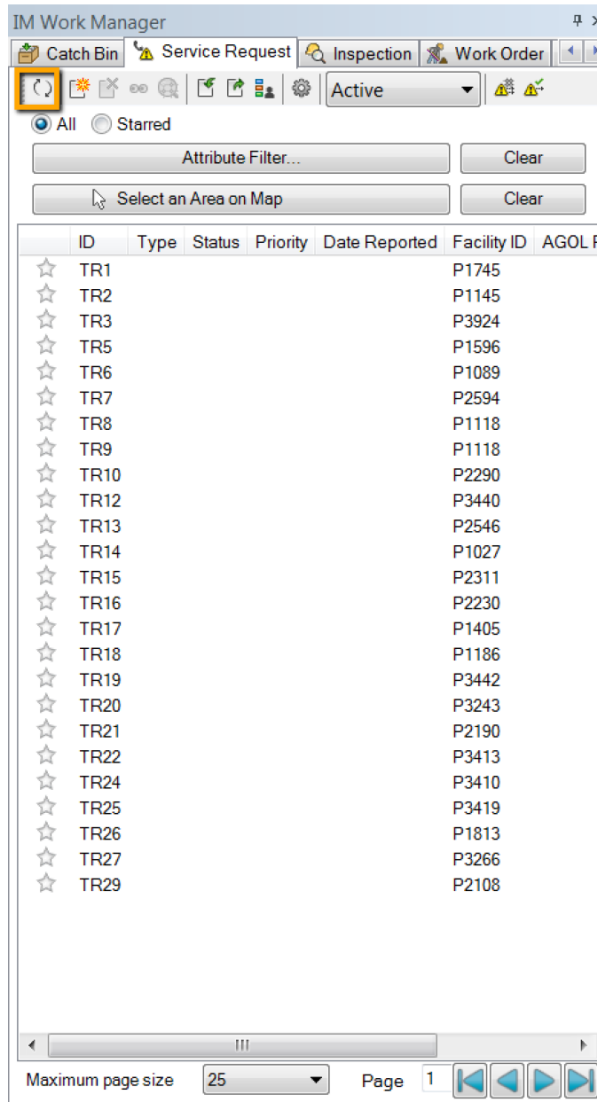 IM Work Manager
Catch Bin Service Request Inspection Work Order
Active
All Starred
Attribute Filter... Clear
Select an Area on Map Clear
ID Type Status Priority Date Reported Facility ID AGOL
TR1 P1745
TR2 P1145
TR3 P3924
TR5 P1596
TR6 P1089
TR7 P2594
TR8 P1118
TR9 P1118
TR10 P2290
TR12 P3440
TR13 P2546
TR14 P1027
TR15 P2311
TR16 P2230
TR17 P1405
TR18 P1186
TR19 P3442
TR20 P3243
TR21 P2190
TR22 P3413
TR24 P3410
TR25 P3419
TR26 P1813
TR27 P3266
TR29 P2108
Maximum page size 25 Page 1